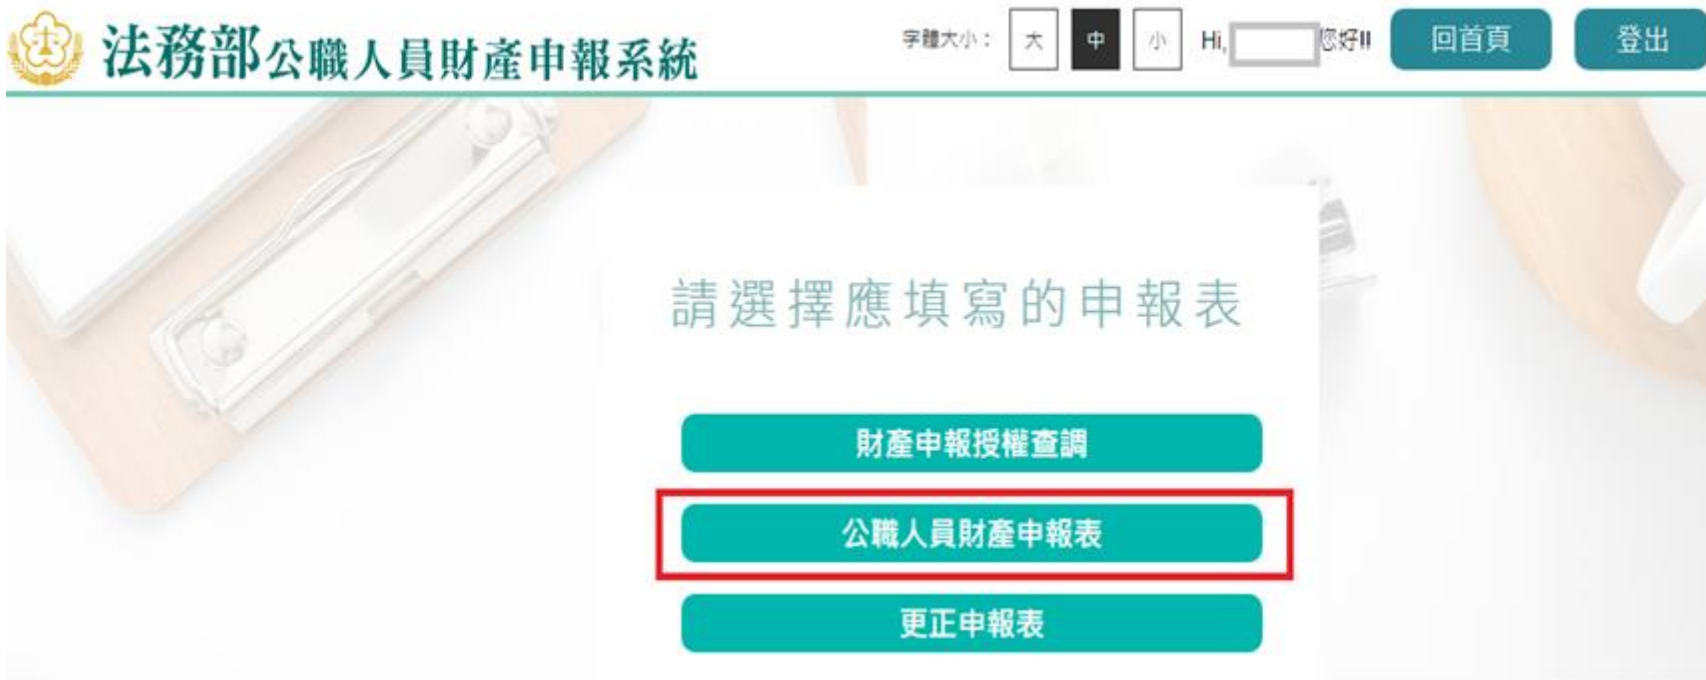 法務部公職人員財產申報系統 字體大小： 大 中 小 Hi, 您好!! 回首頁 登出
請選擇應填寫的申報表
財產申報授權查調
公職人員財產申報表
更正申報表